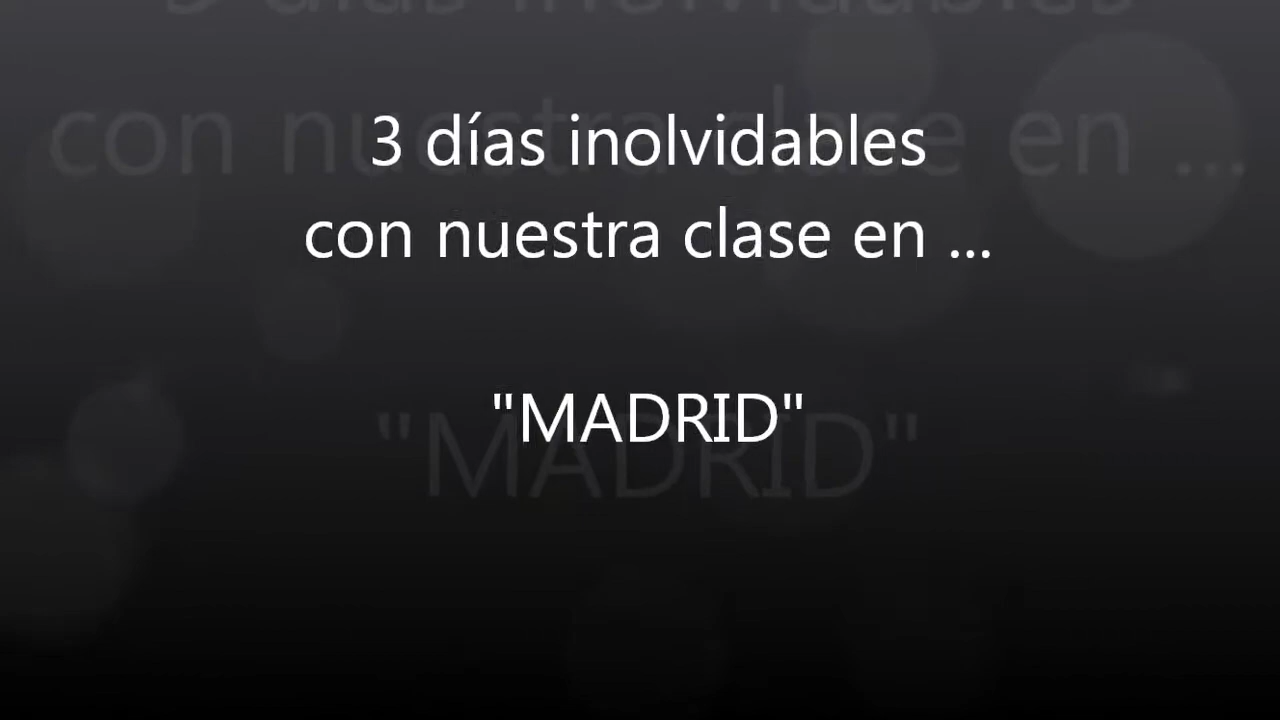 3 días inolvidables
con nuestra clase en ...
"MADRID"